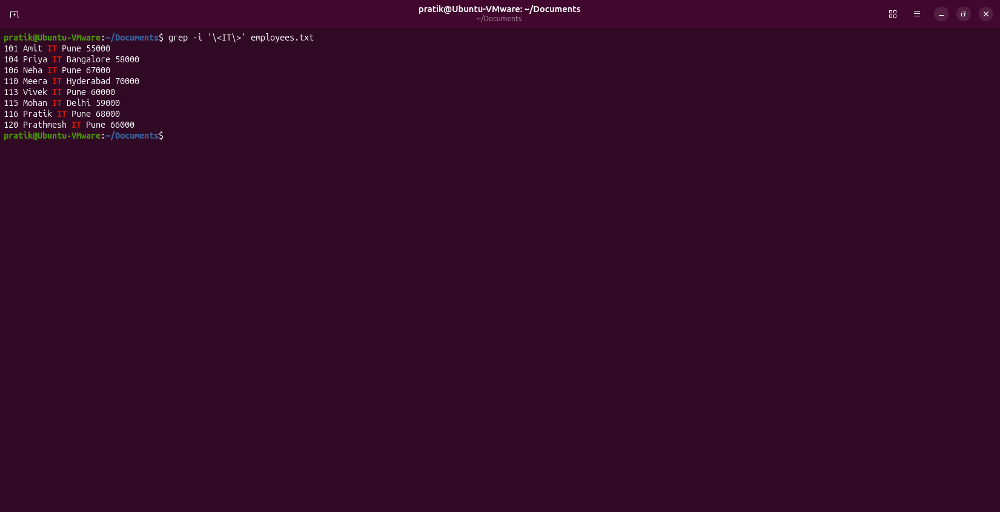 pratik@Ubuntu-VMware: ~/Documents
~/Documents
pratik@Ubuntu-VMware:~/Documents$ grep -i '\<IT\>' employees.txt
101 Amit IT Pune 55000
104 Priya IT Bangalore 58000
106 Neha IT Pune 67000
110 Meera IT Hyderabad 70000
113 Vivek IT Pune 60000
115 Mohan IT Delhi 59000
116 Pratik IT Pune 68000
120 Prathmesh IT Pune 66000
pratik@Ubuntu-VMware:~/Documents$